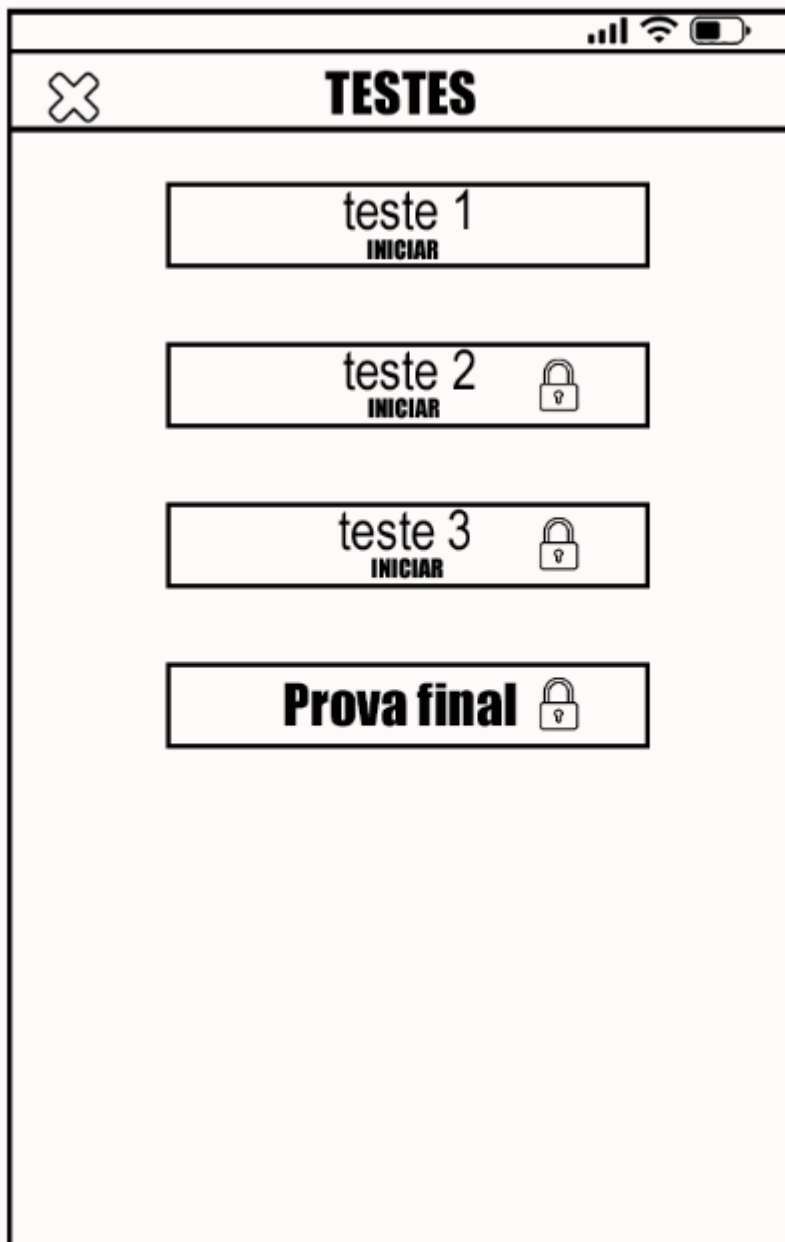 TESTES
teste 1
INICIAR
teste 2
INICIAR
teste 3
INICIAR
Prova final